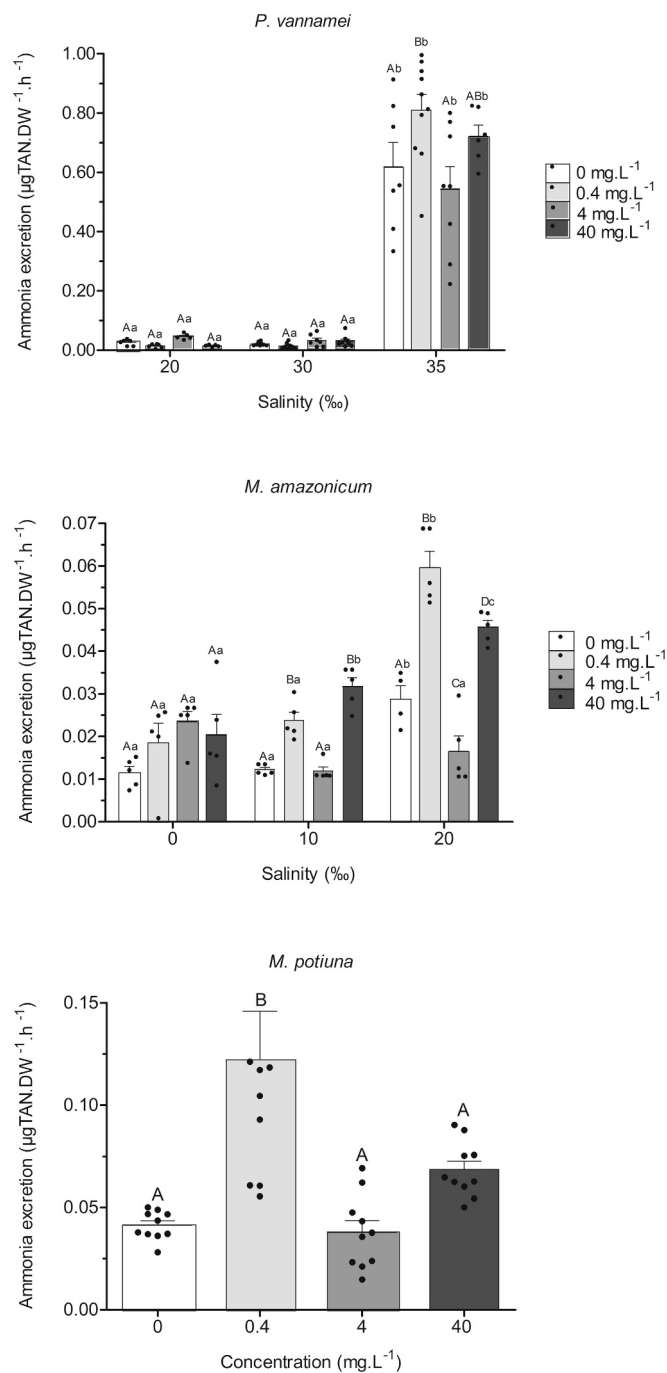 P. vannamei
Ammonia excretion (µgTAN.DW⁻¹.h⁻¹)
1.00
0.80
0.60
0.40
0.20
0.00
Aa Aa Aa Aa Aa Aa Aa Aa Ab Bb Ab ABb
20 30 35
Salinity (‰)
0 mg.L⁻¹
0.4 mg.L⁻¹
4 mg.L⁻¹
40 mg.L⁻¹
M. amazonicum
Ammonia excretion (µgTAN.DW⁻¹.h⁻¹)
0.07
0.06
0.05
0.04
0.03
0.02
0.01
0.00
Aa Aa Aa Aa Aa Ba Aa Bb Ab Bb Ca Dc
0 10 20
Salinity (‰)
0 mg.L⁻¹
0.4 mg.L⁻¹
4 mg.L⁻¹
40 mg.L⁻¹
M. potiuna
Ammonia excretion (µgTAN.DW⁻¹.h⁻¹)
0.15
0.10
0.05
0.00
A B A A
0 0.4 4 40
Concentration (mg.L⁻¹)